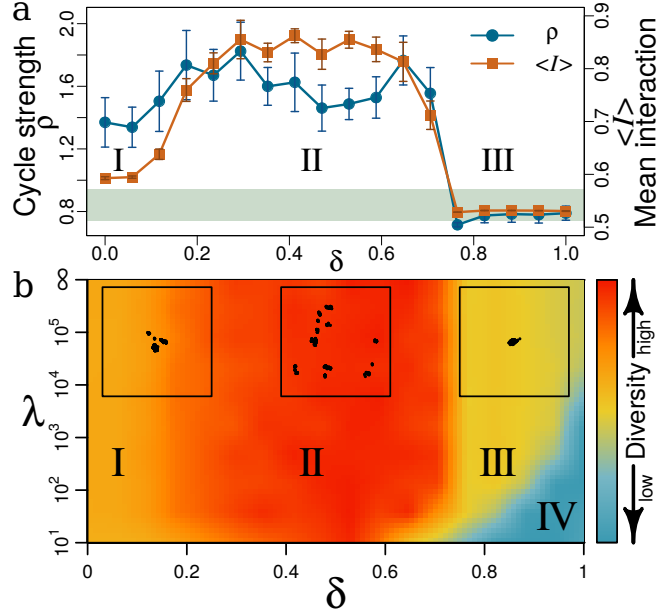 a
Cycle strength
ρ
2.0
1.6
1.2
0.8
ρ
<I>
I
II
III
0.9
0.8
0.7
0.6
0.5
<I>
Mean interaction
0.0
0.2
0.4
0.6
0.8
1.0
δ
b
λ
∞
10⁵
10⁴
10³
10²
10¹
I
II
III
IV
low Diversity high
0
0.2
0.4
0.6
0.8
1
δ